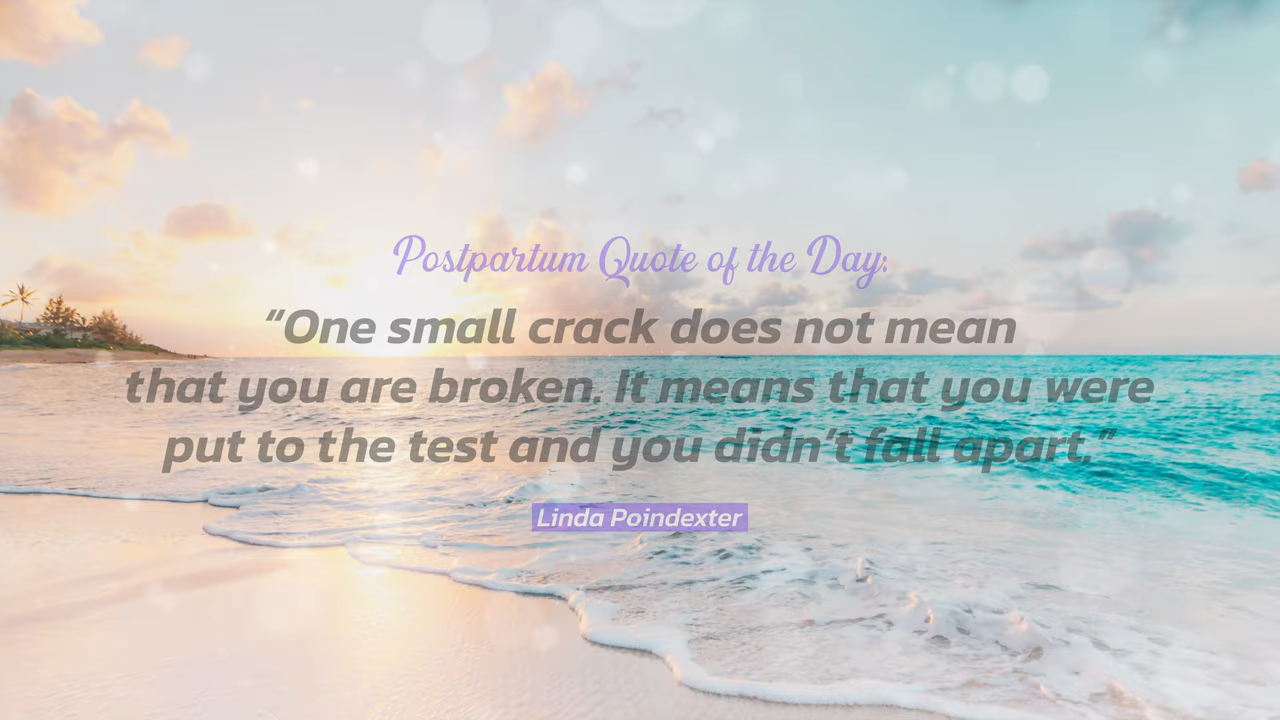 Postpartum Quote of the Day:
“One small crack does not mean
that you are broken. It means that you were
put to the test and you didn’t fall apart.”
Linda Poindexter